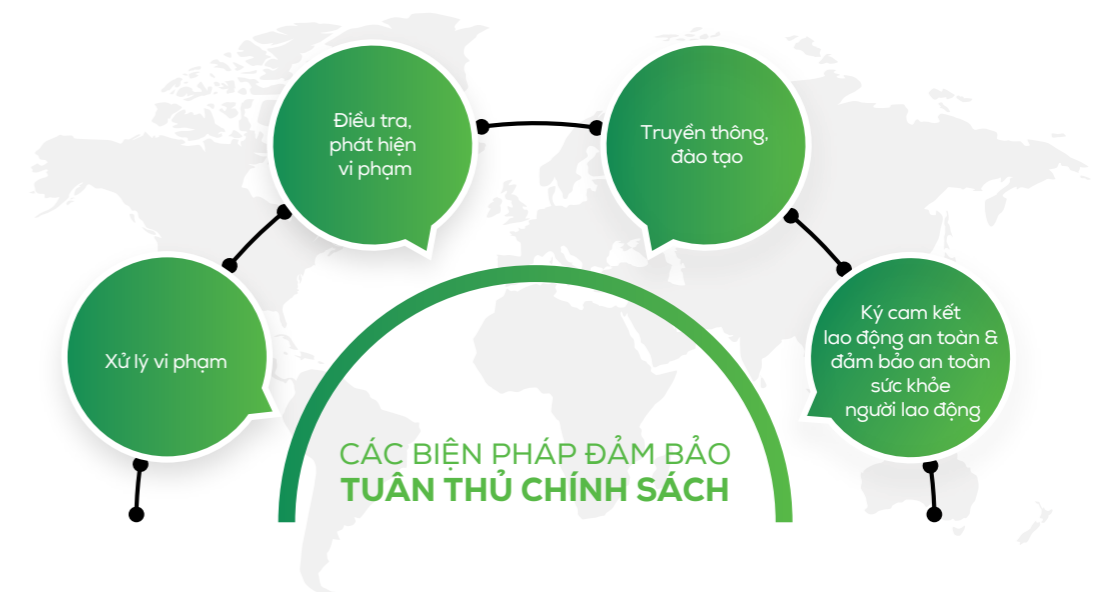 Điều tra,
phát hiện
vi phạm
Truyền thông,
đào tạo
Xử lý vi phạm
Ký cam kết
lao động an toàn &
đảm bảo an toàn
sức khỏe
người lao động
CÁC BIỆN PHÁP ĐẢM BẢO
TUÂN THỦ CHÍNH SÁCH